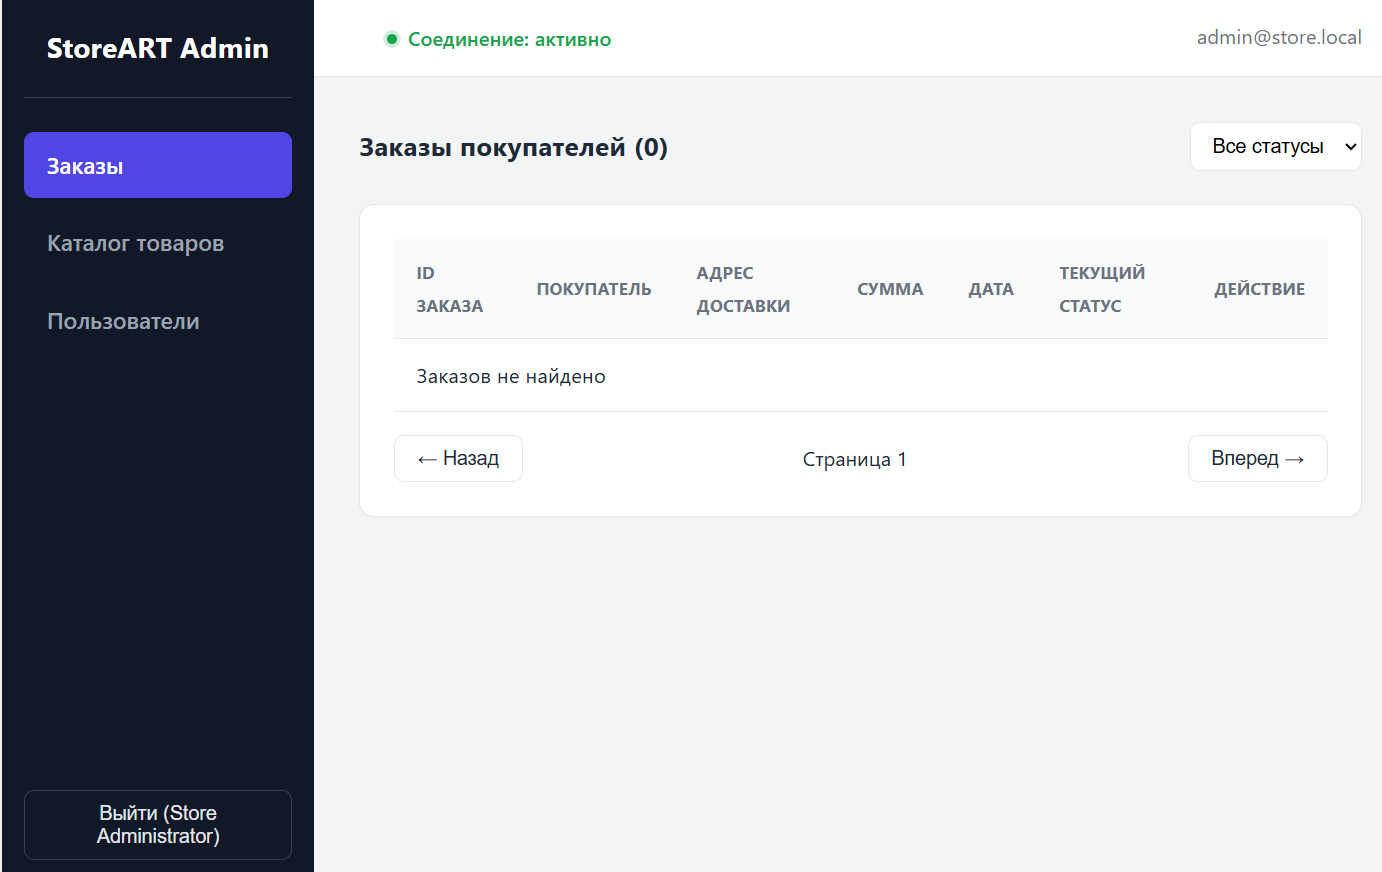 StoreART Admin
Соединение: активно
admin@store.local
Заказы
Каталог товаров
Пользователи
Заказы покупателей (0)
Все статусы
ID ЗАКАЗА
ПОКУПАТЕЛЬ
АДРЕС ДОСТАВКИ
СУММА
ДАТА
ТЕКУЩИЙ СТАТУС
ДЕЙСТВИЕ
Заказов не найдено
← Назад
Страница 1
Вперед →
Выйти (Store
Administrator)